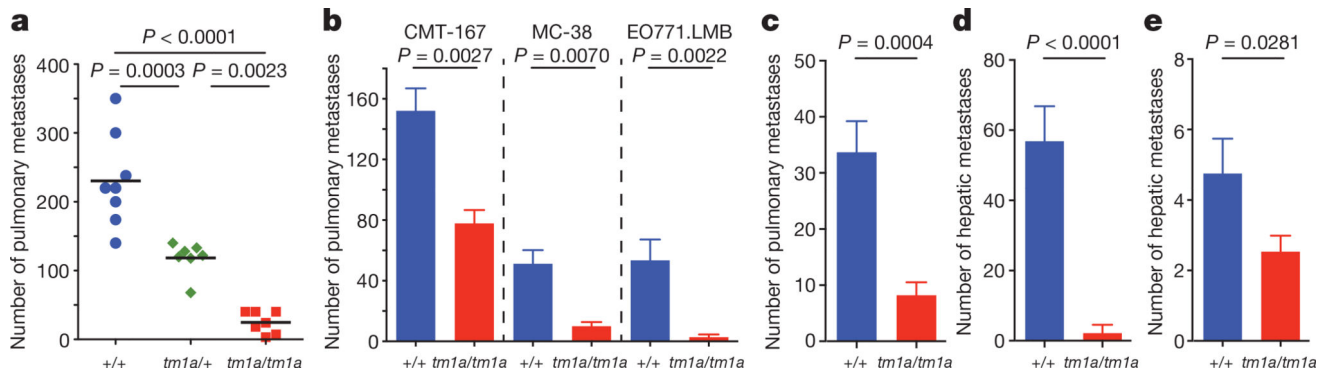 a
P < 0.0001
P = 0.0003 P = 0.0023
Number of pulmonary metastases
400
300
200
100
0
+/+ tm1a/+ tm1a/tm1a
b
CMT-167 MC-38 EO771.LMB
P = 0.0027 P = 0.0070 P = 0.0022
Number of pulmonary metastases
160
120
80
40
0
+/+ tm1a/tm1a +/+ tm1a/tm1a +/+ tm1a/tm1a
c
P = 0.0004
Number of pulmonary metastases
50
40
30
20
10
0
+/+ tm1a/tm1a
d
P < 0.0001
Number of hepatic metastases
80
60
40
20
0
+/+ tm1a/tm1a
e
P = 0.0281
Number of hepatic metastases
8
6
4
2
0
+/+ tm1a/tm1a